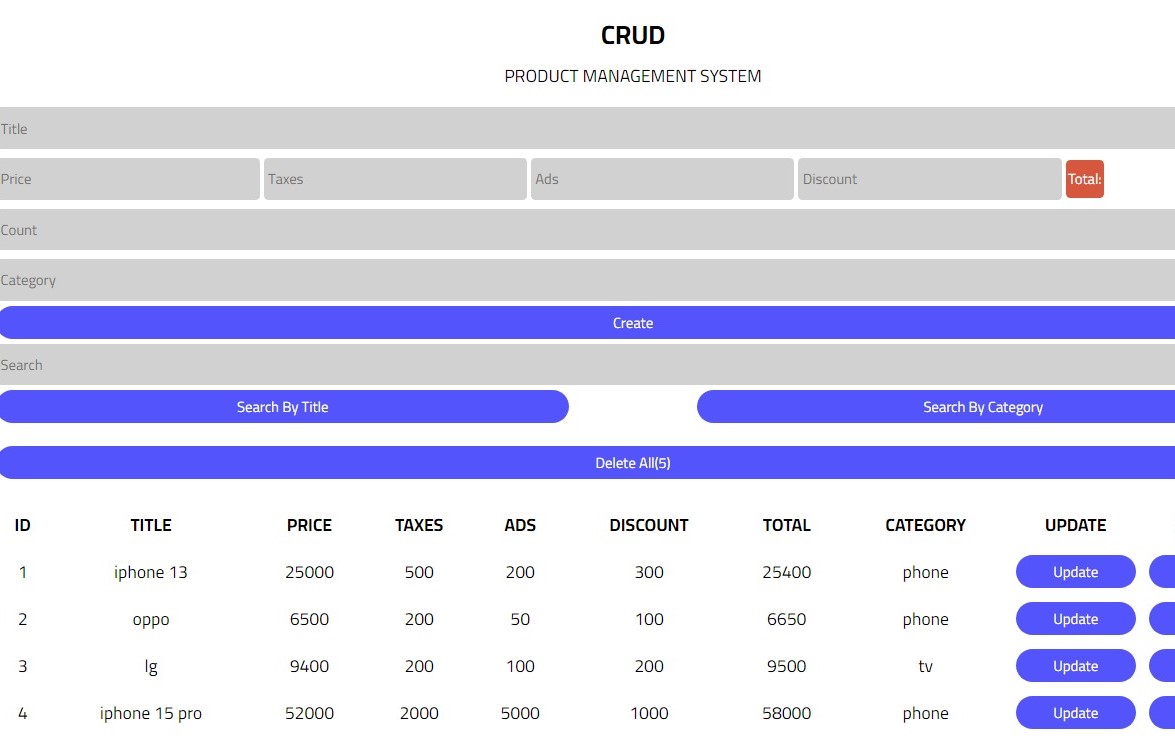 CRUD
PRODUCT MANAGEMENT SYSTEM
Title
Price Taxes Ads Discount Total:
Count
Category
Create
Search
Search By Title Search By Category
Delete All(5)
ID TITLE PRICE TAXES ADS DISCOUNT TOTAL CATEGORY UPDATE
1 iphone 13 25000 500 200 300 25400 phone Update
2 oppo 6500 200 50 100 6650 phone Update
3 lg 9400 200 100 200 9500 tv Update
4 iphone 15 pro 52000 2000 5000 1000 58000 phone Update